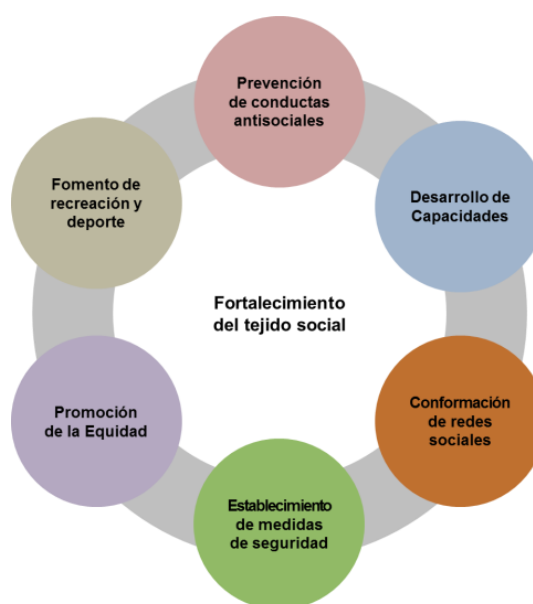 Prevención
de conductas
antisociales
Desarrollo de
Capacidades
Conformación
de redes
sociales
Establecimiento
de medidas
de seguridad
Promoción
de la Equidad
Fomento de
recreación y
deporte
Fortalecimiento
del tejido social